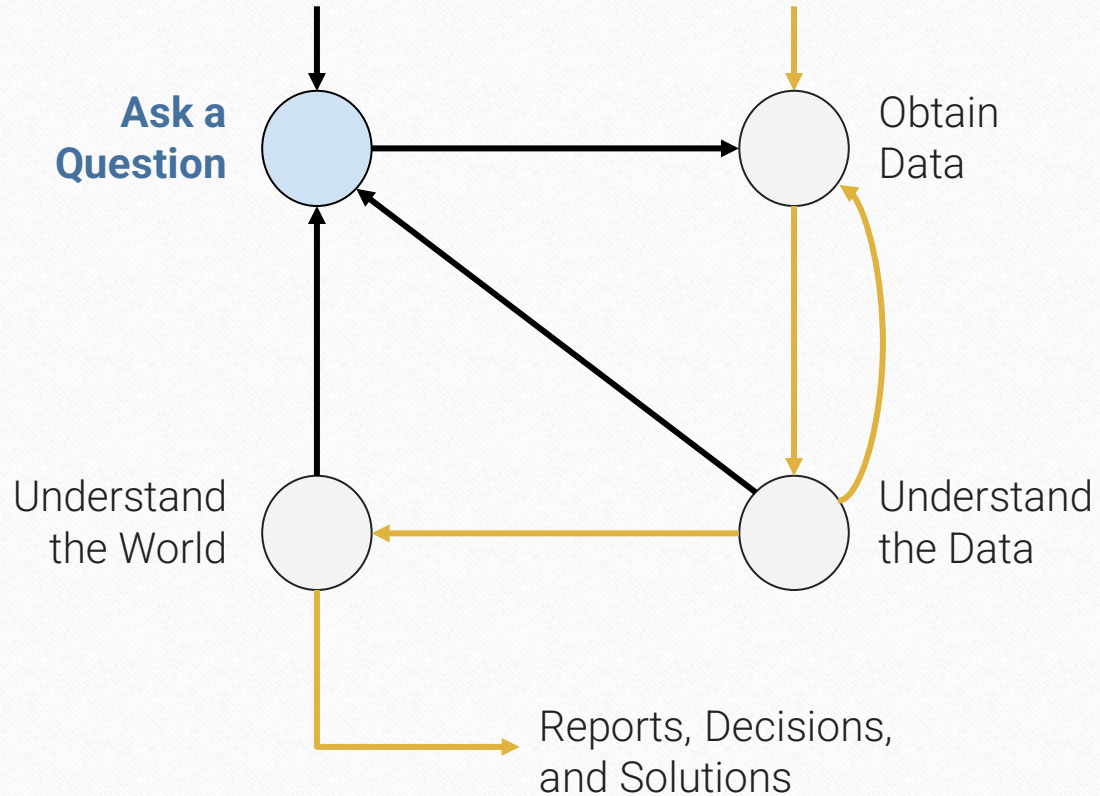 Ask a
Question
Obtain
Data
Understand
the World
Understand
the Data
Reports, Decisions,
and Solutions